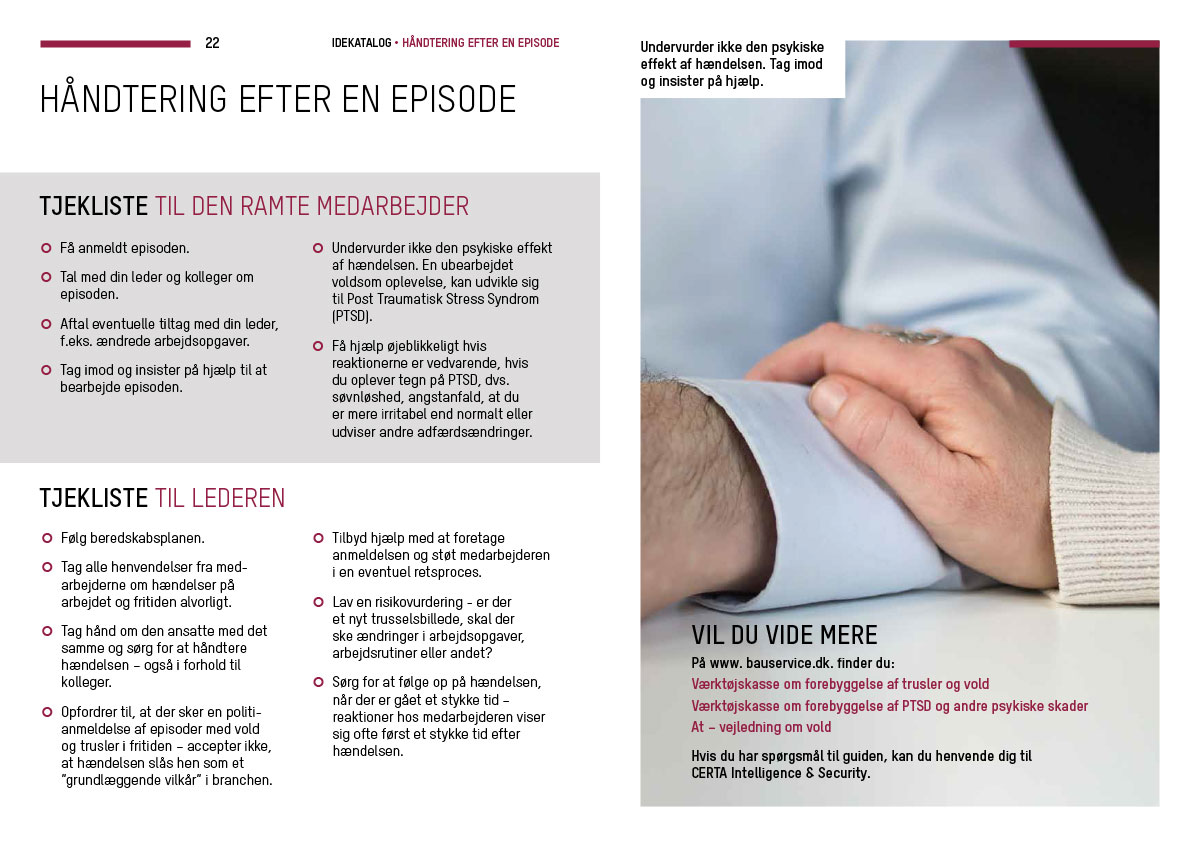 22
IDEKATALOG • HÅNDTERING EFTER EN EPISODE
HÅNDTERING EFTER EN EPISODE
TJEKLISTE TIL DEN RAMTE MEDARBEJDER
Få anmeldt episoden.
Tal med din leder og kolleger om
episoden.
Aftal eventuelle tiltag med din leder,
f.eks. ændrede arbejdsopgaver.
Tag imod og insister på hjælp til at
bearbejde episoden.
Undervurder ikke den psykiske effekt
af hændelsen. En ubearbejdet
voldsom oplevelse, kan udvikle sig
til Post Traumatisk Stress Syndrom
(PTSD).
Få hjælp øjeblikkeligt hvis
reaktionerne er vedvarende, hvis
du oplever tegn på PTSD, dvs.
søvnløshed, angstanfald, at du
er mere irritabel end normalt eller
udviser andre adfærdsændringer.
TJEKLISTE TIL LEDEREN
Følg beredskabsplanen.
Tag alle henvendelser fra med-
arbejderne om hændelser på
arbejdet og fritiden alvorligt.
Tag hånd om den ansatte med det
samme og sørg for at håndtere
hændelsen – også i forhold til
kolleger.
Opfordrer til, at der sker en politi-
anmeldelse af episoder med vold
og trusler i fritiden – accepter ikke,
at hændelsen slås hen som et
”grundlæggende vilkår” i branchen.
Tilbyd hjælp med at foretage
anmeldelsen og støt medarbejderen
i en eventuel retsproces.
Lav en risikovurdering - er der
et nyt trusselsbillede, skal der
ske ændringer i arbejdsopgaver,
arbejdsrutiner eller andet?
Sørg for at følge op på hændelsen,
når der er gået et stykke tid –
reaktioner hos medarbejderen viser
sig ofte først et stykke tid efter
hændelsen.
Undervurder ikke den psykiske
effekt af hændelsen. Tag imod
og insister på hjælp.
VIL DU VIDE MERE
På www. bauservice.dk. finder du:
Værktøjskasse om forebyggelse af trusler og vold
Værktøjskasse om forebyggelse af PTSD og andre psykiske skader
At – vejledning om vold
Hvis du har spørgsmål til guiden, kan du henvende dig til
CERTA Intelligence & Security.